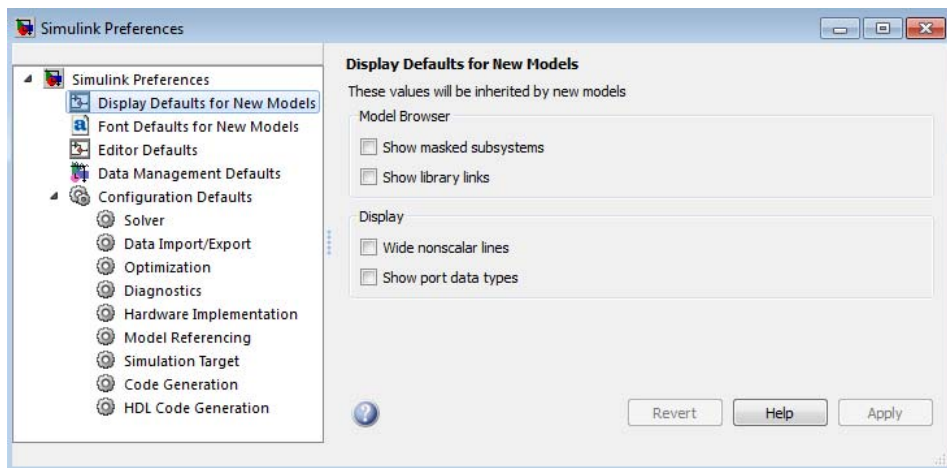 Simulink Preferences
Simulink Preferences
Display Defaults for New Models
Font Defaults for New Models
Editor Defaults
Data Management Defaults
Configuration Defaults
Solver
Data Import/Export
Optimization
Diagnostics
Hardware Implementation
Model Referencing
Simulation Target
Code Generation
HDL Code Generation
Display Defaults for New Models
These values will be inherited by new models
Model Browser
Show masked subsystems
Show library links
Display
Wide nonscalar lines
Show port data types
Revert
Help
Apply